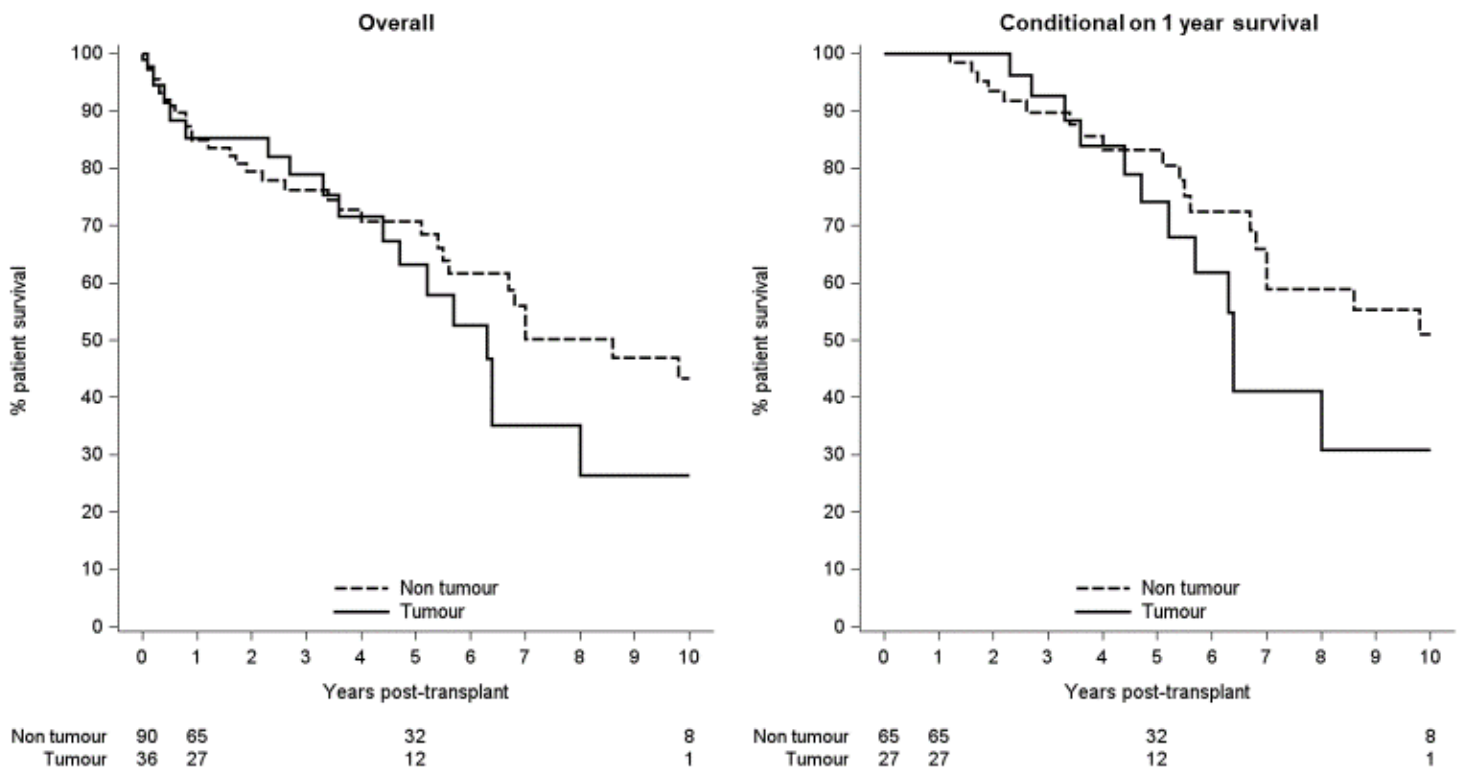 Overall
100
90
80
70
60
50
40
30
20
10
0
% patient survival
Non tumour
Tumour
0 1 2 3 4 5 6 7 8 9 10
Years post-transplant
Non tumour 90 65 32 8
Tumour 36 27 12 1
Conditional on 1 year survival
100
90
80
70
60
50
40
30
20
10
0
% patient survival
Non tumour
Tumour
0 1 2 3 4 5 6 7 8 9 10
Years post-transplant
Non tumour 65 65 32 8
Tumour 27 27 12 1